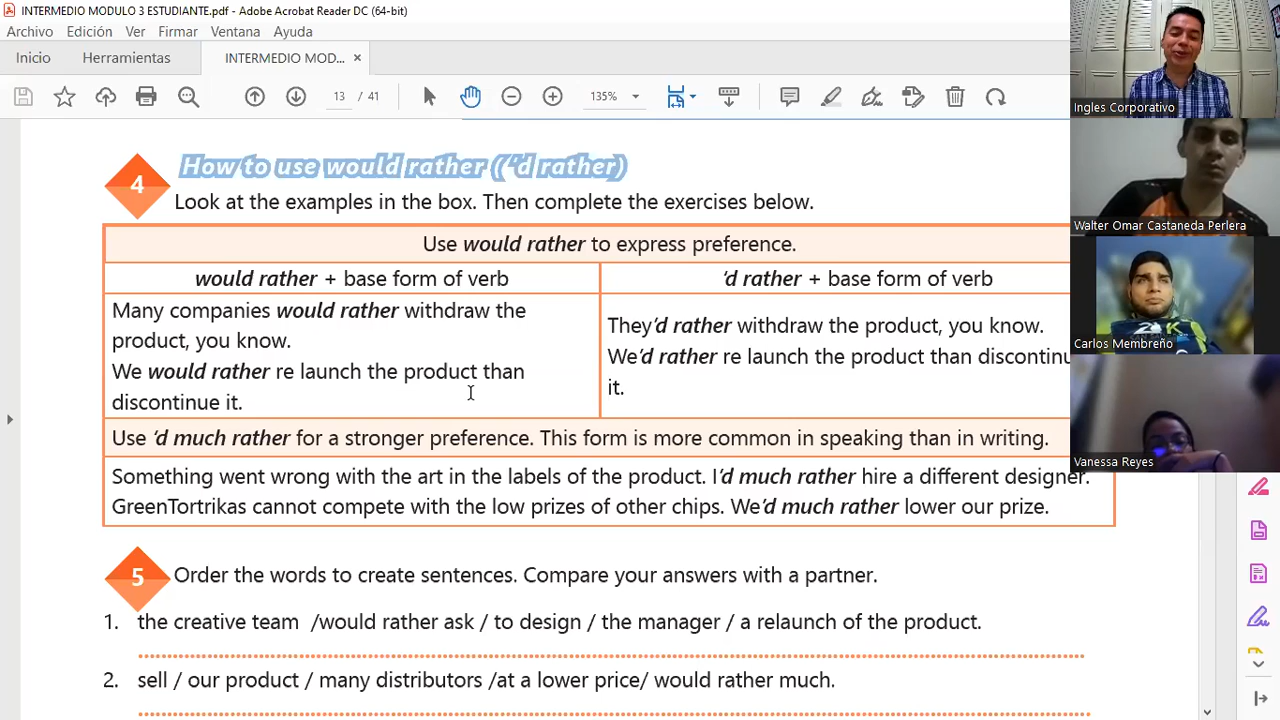 INTERMEDIO MODULO 3 ESTUDIANTE.pdf - Adobe Acrobat Reader DC (64-bit)
Archivo Edición Ver Firmar Ventana Ayuda
Inicio Herramientas INTERMEDIO MOD... ×
13 / 41 135%
4 How to use would rather (('d rather)
Look at the examples in the box. Then complete the exercises below.
Use would rather to express preference.
would rather + base form of verb
'd rather + base form of verb
Many companies would rather withdraw the
product, you know.
We would rather re launch the product than
discontinue it.
They'd rather withdraw the product, you know.
We'd rather re launch the product than discontinu
it.
Use 'd much rather for a stronger preference. This form is more common in speaking than in writing.
Something went wrong with the art in the labels of the product. I'd much rather hire a different designer.
GreenTortrikas cannot compete with the low prizes of other chips. We'd much rather lower our prize.
5 Order the words to create sentences. Compare your answers with a partner.
1. the creative team /would rather ask / to design / the manager / a relaunch of the product.
2. sell / our product / many distributors /at a lower price/ would rather much.
Ingles Corporativo
Walter Omar Castaneda Perlera
Carlos Membreño
Vanessa Reyes